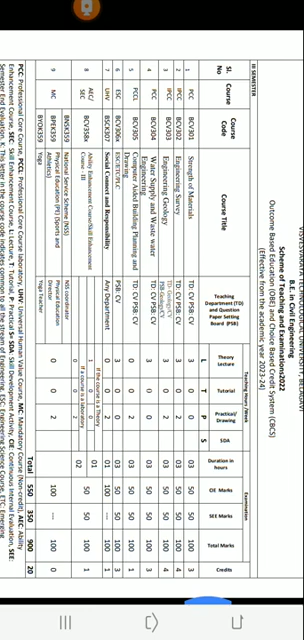 VISVESVARAYA TECHNOLOGICAL UNIVERSITY, BELAGAVI
B.E. in Civil Engineering
Scheme of Teaching and Examinations2022
Outcome Based Education (OBE) and Choice Based Credit System (CBCS)
(Effective from the academic year 2023-24)
III SEMESTER
Sl. No | Course | Course Code | Course Title | Teaching Department (TD) and Question Paper Setting Board (PSB) | Teaching Hours /Week | Examination | Credits
Theory Lecture | Tutorial | Practical/ Drawing | SDA | Duration in hours | CIE Marks | SEE Marks | Total Marks
L | T | P | S
1 | PCC | BCV301 | Strength of Materials | TD: CV PSB: CV | 3 | 0 | 0 | 03 | 50 | 50 | 100 | 3
2 | IPCC | BCV302 | Engineering Survey | TD: CV PSB: CV | 3 | 0 | 2 | 03 | 50 | 50 | 100 | 4
3 | IPCC | BCV303 | Engineering Geology | 3 | 0 | 2 | 03 | 50 | 50 | 100 | 4
4 | PCC | BCV304 | Water Supply and Waste water Engineering | TD: CV PSB: CV | 3 | 0 | 0 | 03 | 50 | 50 | 100 | 3
5 | PCCL | BCV305 | Computer Aided Building Planning and Drawing | TD: CV PSB: CV | 0 | 0 | 2 | 03 | 50 | 50 | 100 | 1
6 | ESC | BCV306x | ESC/ETC/PLC | PSB: CV | 3 | 0 | 0 | 03 | 50 | 50 | 100 | 3
7 | UHV | BSCK307 | Social Connect and Responsibility | Any Department | 0 | 0 | 2 | 01 | 100 | --- | 100 | 1
8 | AEC/ SEC | BCV358x | Ability Enhancement Course/Skill Enhancement Course - III | If the course is a Theory | 01 | 50 | 50 | 100 | 1
1 | 0 | 0
If a course is a laboratory | 02
0 | 0 | 2
9 | MC | BNSK359 | National Service Scheme (NSS) | NSS coordinator | 0 | 0 | 2 | 100 | --- | 100 | 0
BPEK359 | Physical Education (PE) (Sports and Athletics) | Physical Education Director
BYOK359 | Yoga | Yoga Teacher
Total | 550 | 350 | 900 | 20
PCC: Professional Core Course, PCCL: Professional Core Course laboratory, UHV: Universal Human Value Course, MC: Mandatory Course (Non-credit), AEC: Ability
Enhancement Course, SEC: Skill Enhancement Course, L: Lecture, T: Tutorial, P: Practical S= SDA: Skill Development Activity, CIE: Continuous Internal Evaluation, SEE:
Semester End Evaluation. K: This letter in the course code indicates common to all the stream of engineering. ESC: Engineering Science Course, ETC: Emerging